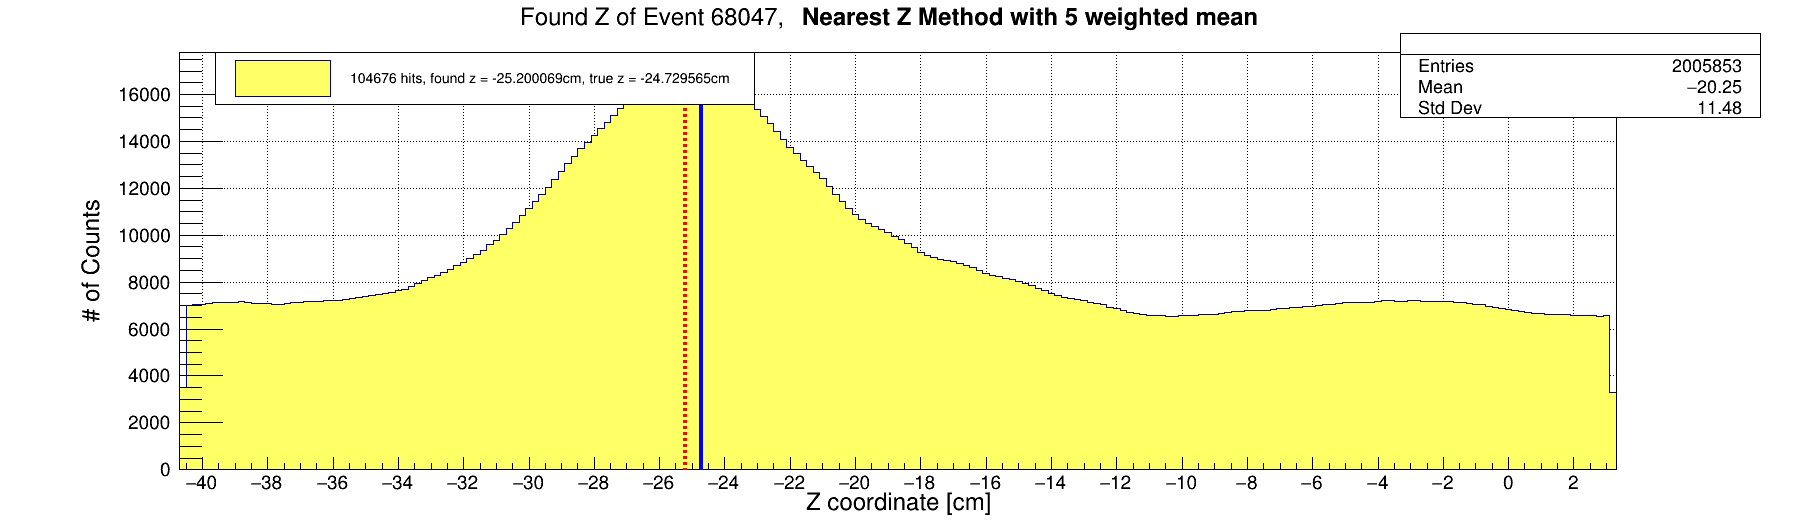 Found Z of Event 68047, Nearest Z Method with 5 weighted mean
104676 hits, found z = -25.200069cm, true z = -24.729565cm
Entries 2005853
Mean −20.25
Std Dev 11.48
# of Counts
16000
14000
12000
10000
8000
6000
4000
2000
0
−40 −38 −36 −34 −32 −30 −28 −26 −24 −22 −20 −18 −16 −14 −12 −10 −8 −6 −4 −2 0 2
Z coordinate [cm]